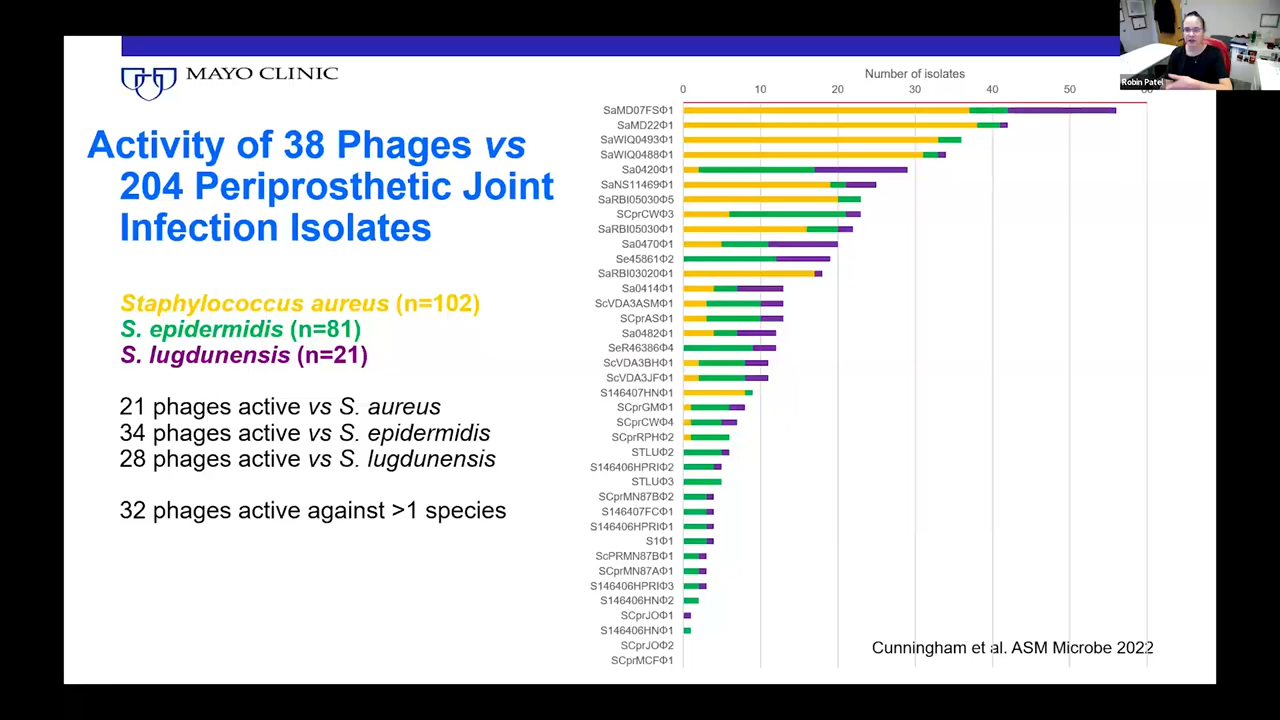 MAYO CLINIC
Robin Patel
Activity of 38 Phages vs
204 Periprosthetic Joint
Infection Isolates
Staphylococcus aureus (n=102)
S. epidermidis (n=81)
S. lugdunensis (n=21)
21 phages active vs S. aureus
34 phages active vs S. epidermidis
28 phages active vs S. lugdunensis
32 phages active against >1 species
Number of isolates
0 10 20 30 40 50
SaMD07FSΦ1
SaMD22Φ1
SaWIQ0493Φ1
SaWIQ0488Φ1
Sa0420Φ1
SaNS11469Φ1
SaRBI05030Φ5
SCprCWΦ3
SaRBI05030Φ1
Sa0470Φ1
Se45861Φ2
SaRBI03020Φ1
Sa0414Φ1
ScVDA3ASMΦ1
SCprASΦ1
Sa0482Φ1
SeR46386Φ4
ScVDA3BHΦ1
ScVDA3JFΦ1
S146407HNΦ1
SCprGMΦ1
SCprCWΦ4
SCprRPHΦ2
STLUΦ2
S146406HPRIΦ2
STLUΦ3
SCprMN87BΦ2
S146407FCΦ1
S146406HPRIΦ1
S1Φ1
ScPRMN87BΦ1
SCprMN87AΦ1
S146406HPRIΦ3
S146406HNΦ2
SCprJOΦ1
S146406HNΦ1
SCprJOΦ2
SCprMCFΦ1
Cunningham et al. ASM Microbe 2022